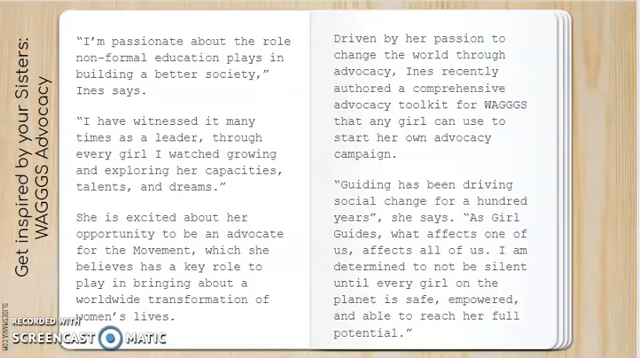 Get inspired by your Sisters:
WAGGGS Advocacy
“I’m passionate about the role
non-formal education plays in
building a better society,”
Ines says.
“I have witnessed it many
times as a leader, through
every girl I watched growing
and exploring her capacities,
talents, and dreams.”
She is excited about her
opportunity to be an advocate
for the Movement, which she
believes has a key role to
play in bringing about a
worldwide transformation of
women’s lives.
Driven by her passion to
change the world through
advocacy, Ines recently
authored a comprehensive
advocacy toolkit for WAGGGS
that any girl can use to
start her own advocacy
campaign.
“Guiding has been driving
social change for a hundred
years”, she says. “As Girl
Guides, what affects one of
us, affects all of us. I am
determined to not be silent
until every girl on the
planet is safe, empowered,
and able to reach her full
potential.”
SLIDESMANIA.COM
RECORDED WITH
SCREENCAST MATIC